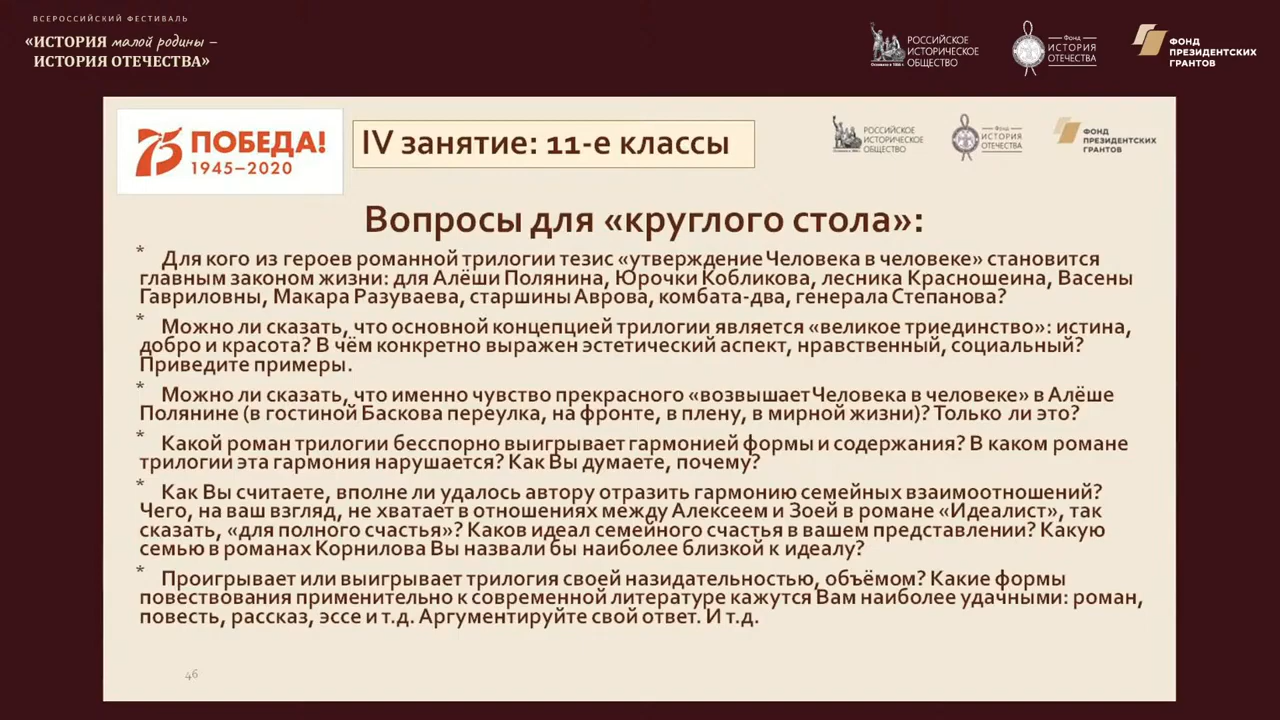 ВСЕРОССИЙСКИЙ ФЕСТИВАЛЬ
«ИСТОРИЯ малой родины –
ИСТОРИЯ ОТЕЧЕСТВА»
РОССИЙСКОЕ
ИСТОРИЧЕСКОЕ
ОБЩЕСТВО
Основано в 1866 г.
Фонд
ИСТОРИЯ
ОТЕЧЕСТВА
ФОНД
ПРЕЗИДЕНТСКИХ
ГРАНТОВ
75 ПОБЕДА!
1945–2020
IV занятие: 11-е классы
РОССИЙСКОЕ
ИСТОРИЧЕСКОЕ
ОБЩЕСТВО
Фонд
ИСТОРИЯ
ОТЕЧЕСТВА
ФОНД
ПРЕЗИДЕНТСКИХ
ГРАНТОВ
Вопросы для «круглого стола»:
* Для кого из героев романной трилогии тезис «утверждение Человека в человеке» становится
главным законом жизни: для Алёши Полянина, Юрочки Кобликова, лесника Красношеина, Васены
Гавриловны, Макара Разуваева, старшины Аврова, комбата-два, генерала Степанова?
* Можно ли сказать, что основной концепцией трилогии является «великое триединство»: истина,
добро и красота? В чём конкретно выражен эстетический аспект, нравственный, социальный?
Приведите примеры.
* Можно ли сказать, что именно чувство прекрасного «возвышает Человека в человеке» в Алёше
Полянине (в гостиной Баскова переулка, на фронте, в плену, в мирной жизни)? Только ли это?
* Какой роман трилогии бесспорно выигрывает гармонией формы и содержания? В каком романе
трилогии эта гармония нарушается? Как Вы думаете, почему?
* Как Вы считаете, вполне ли удалось автору отразить гармонию семейных взаимоотношений?
Чего, на ваш взгляд, не хватает в отношениях между Алексеем и Зоей в романе «Идеалист», так
сказать, «для полного счастья»? Каков идеал семейного счастья в вашем представлении? Какую
семью в романах Корнилова Вы назвали бы наиболее близкой к идеалу?
* Проигрывает или выигрывает трилогия своей назидательностью, объёмом? Какие формы
повествования применительно к современной литературе кажутся Вам наиболее удачными: роман,
повесть, рассказ, эссе и т.д. Аргументируйте свой ответ. И т.д.
46